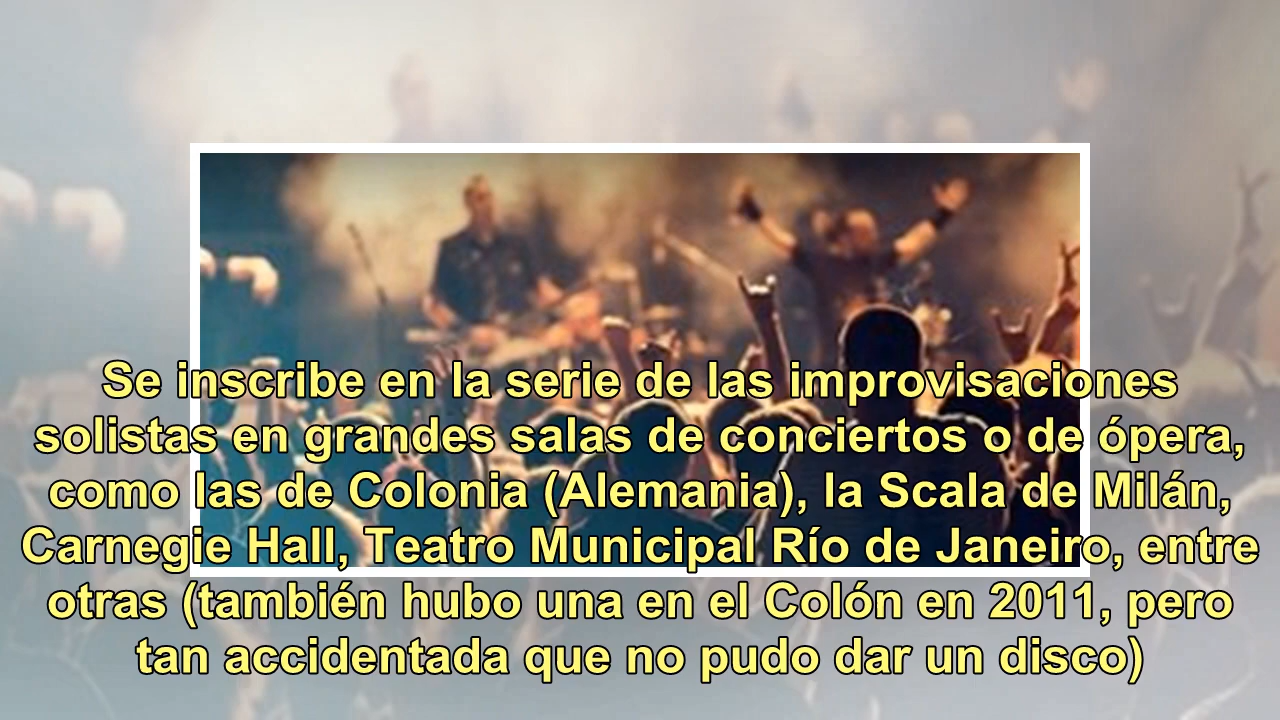 Se inscribe en la serie de las improvisaciones
solistas en grandes salas de conciertos o de ópera,
como las de Colonia (Alemania), la Scala de Milán,
Carnegie Hall, Teatro Municipal Río de Janeiro, entre
otras (también hubo una en el Colón en 2011, pero
tan accidentada que no pudo dar un disco)